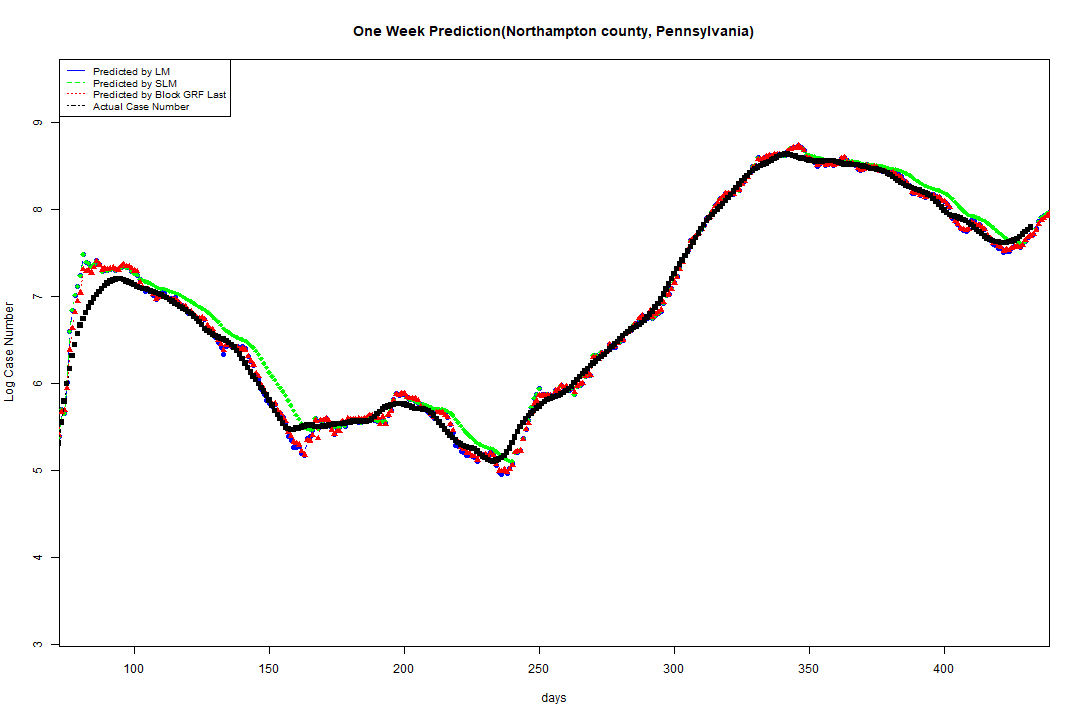 One Week Prediction(Northampton county, Pennsylvania)
Predicted by LM
Predicted by SLM
Predicted by Block GRF Last
Actual Case Number
Log Case Number
9
8
7
6
5
4
3
100 150 200 250 300 350 400
days